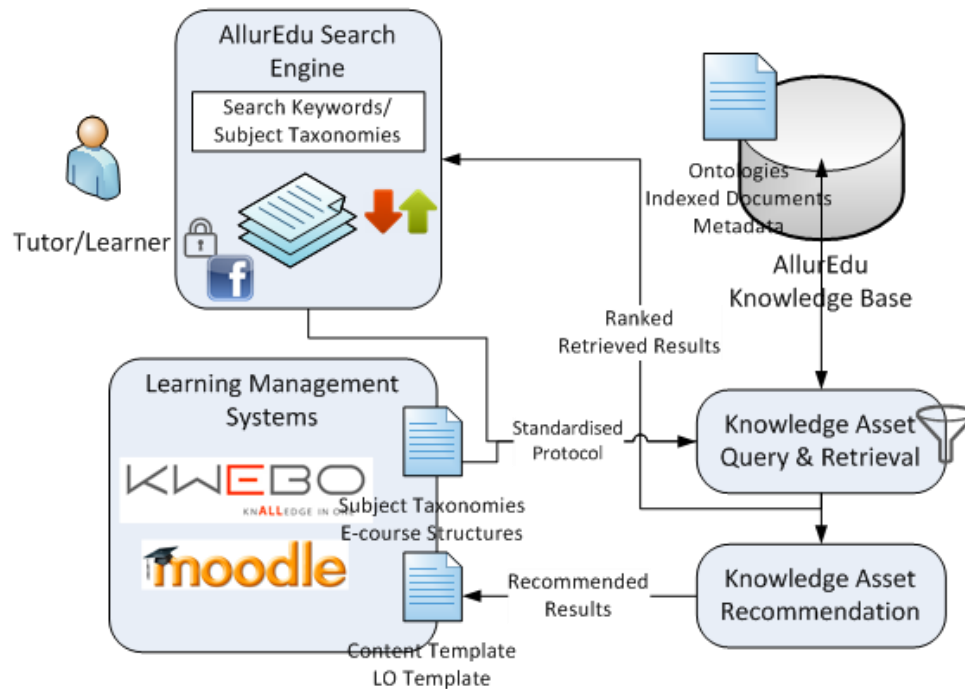 AllurEdu Search
Engine
Search Keywords/
Subject Taxonomies
Tutor/Learner
f
Ontologies
Indexed Documents
Metadata
AllurEdu
Knowledge Base
Ranked
Retrieved Results
Learning Management
Systems
KWEBO
KNALLEDGE IN ONE
moodle
Subject Taxonomies
E-course Structures
Standardised
Protocol
Knowledge Asset
Query & Retrieval
Content Template
LO Template
Recommended
Results
Knowledge Asset
Recommendation